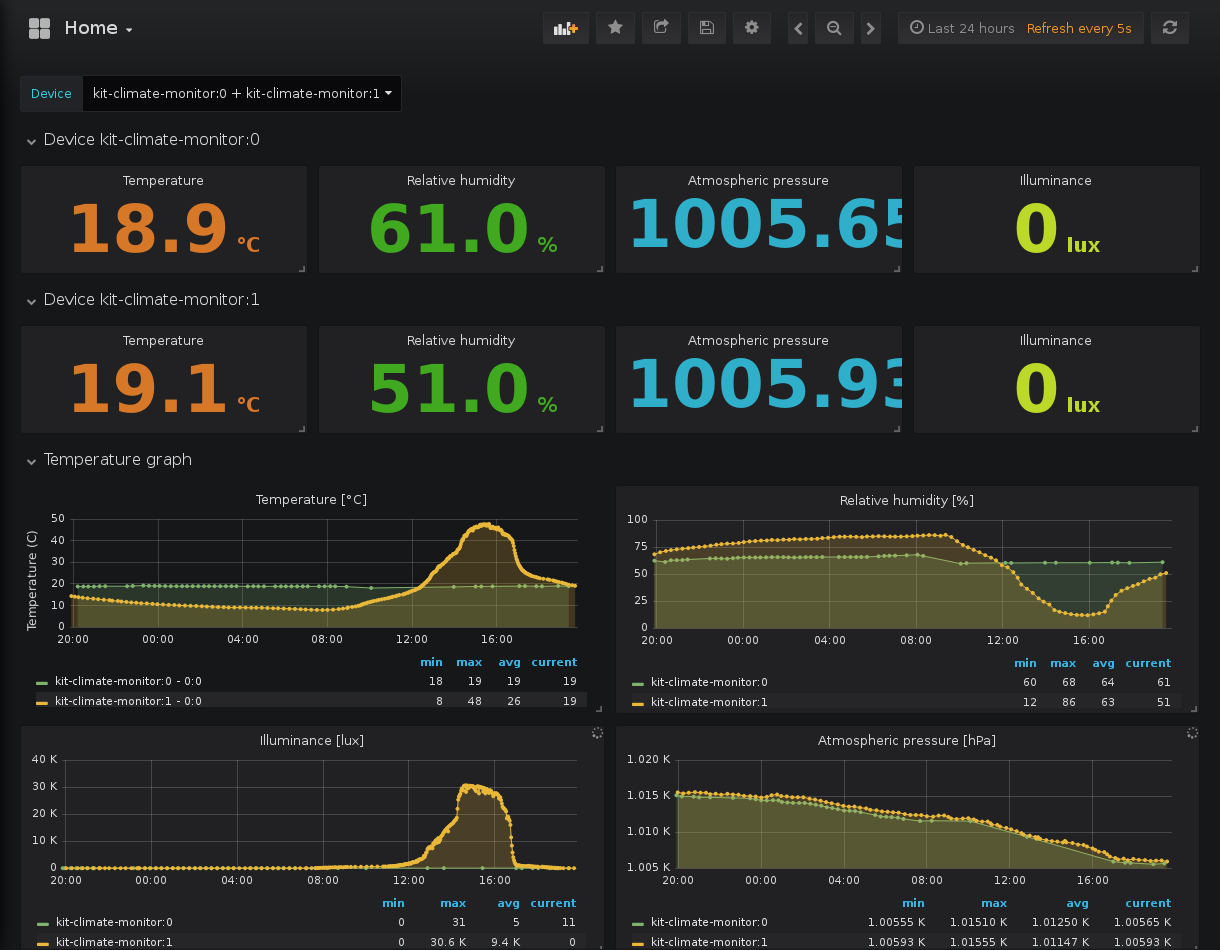 Home
Last 24 hours Refresh every 5s
Device kit-climate-monitor:0 + kit-climate-monitor:1
Device kit-climate-monitor:0
Temperature Relative humidity Atmospheric pressure Illuminance
18.9 °C 61.0 % 1005.65 0 lux
Device kit-climate-monitor:1
Temperature Relative humidity Atmospheric pressure Illuminance
19.1 °C 51.0 % 1005.93 0 lux
Temperature graph
Temperature [°C]
Temperature (C)
50
40
30
20
10
0
20:00 00:00 04:00 08:00 12:00 16:00
min max avg current
kit-climate-monitor:0 - 0:0 18 19 19 19
kit-climate-monitor:1 - 0:0 8 48 26 19
Relative humidity [%]
100
75
50
25
0
20:00 00:00 04:00 08:00 12:00 16:00
min max avg current
kit-climate-monitor:0 60 68 64 61
kit-climate-monitor:1 12 86 63 51
Illuminance [lux]
40 K
30 K
20 K
10 K
0
20:00 00:00 04:00 08:00 12:00 16:00
min max avg current
kit-climate-monitor:0 0 31 5 11
kit-climate-monitor:1 0 30.6 K 9.4 K 0
Atmospheric pressure [hPa]
1.020 K
1.015 K
1.010 K
1.005 K
20:00 00:00 04:00 08:00 12:00 16:00
min max avg current
kit-climate-monitor:0 1.00555 K 1.01510 K 1.01250 K 1.00565 K
kit-climate-monitor:1 1.00593 K 1.01555 K 1.01147 K 1.00593 K